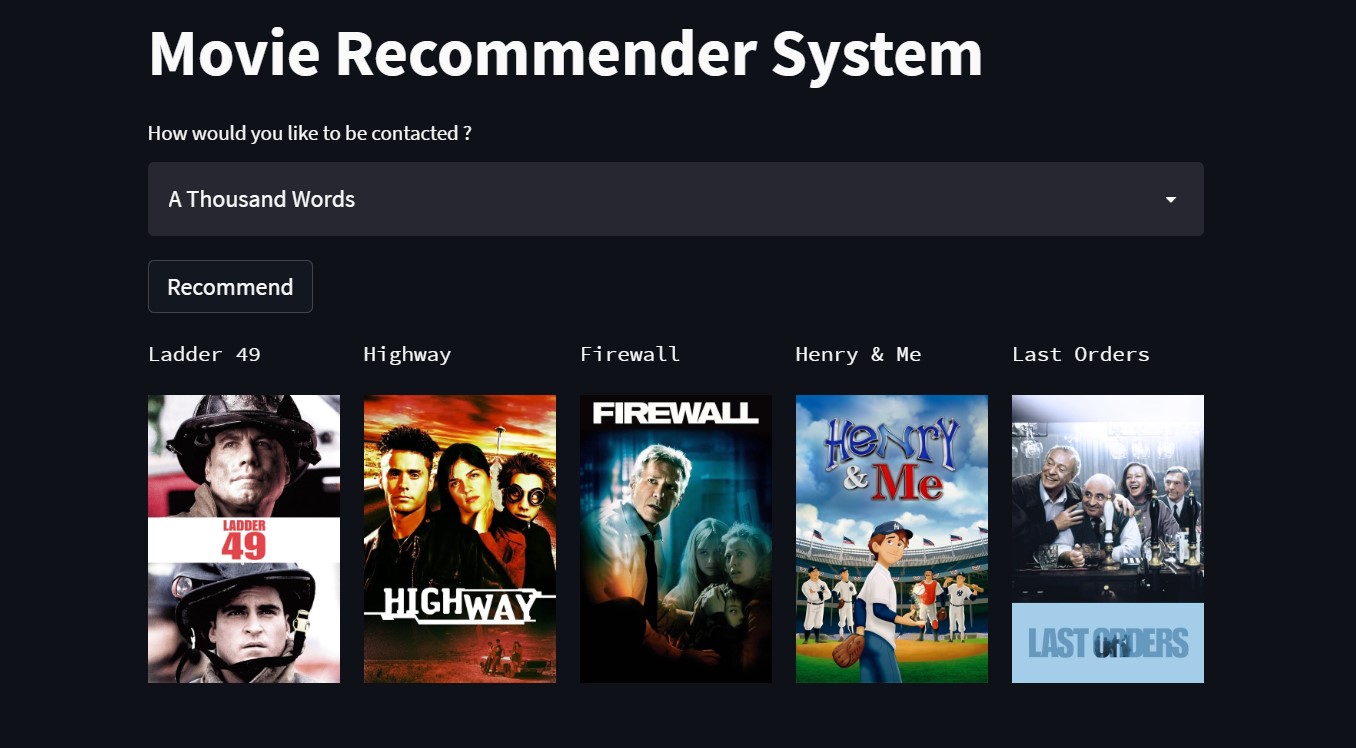 Movie Recommender System
How would you like to be contacted ?
A Thousand Words
Recommend
Ladder 49
Highway
Firewall
Henry & Me
Last Orders
LADDER
49
HIGHWAY
FIREWALL
HENRY
& Me
LAST ORDERS